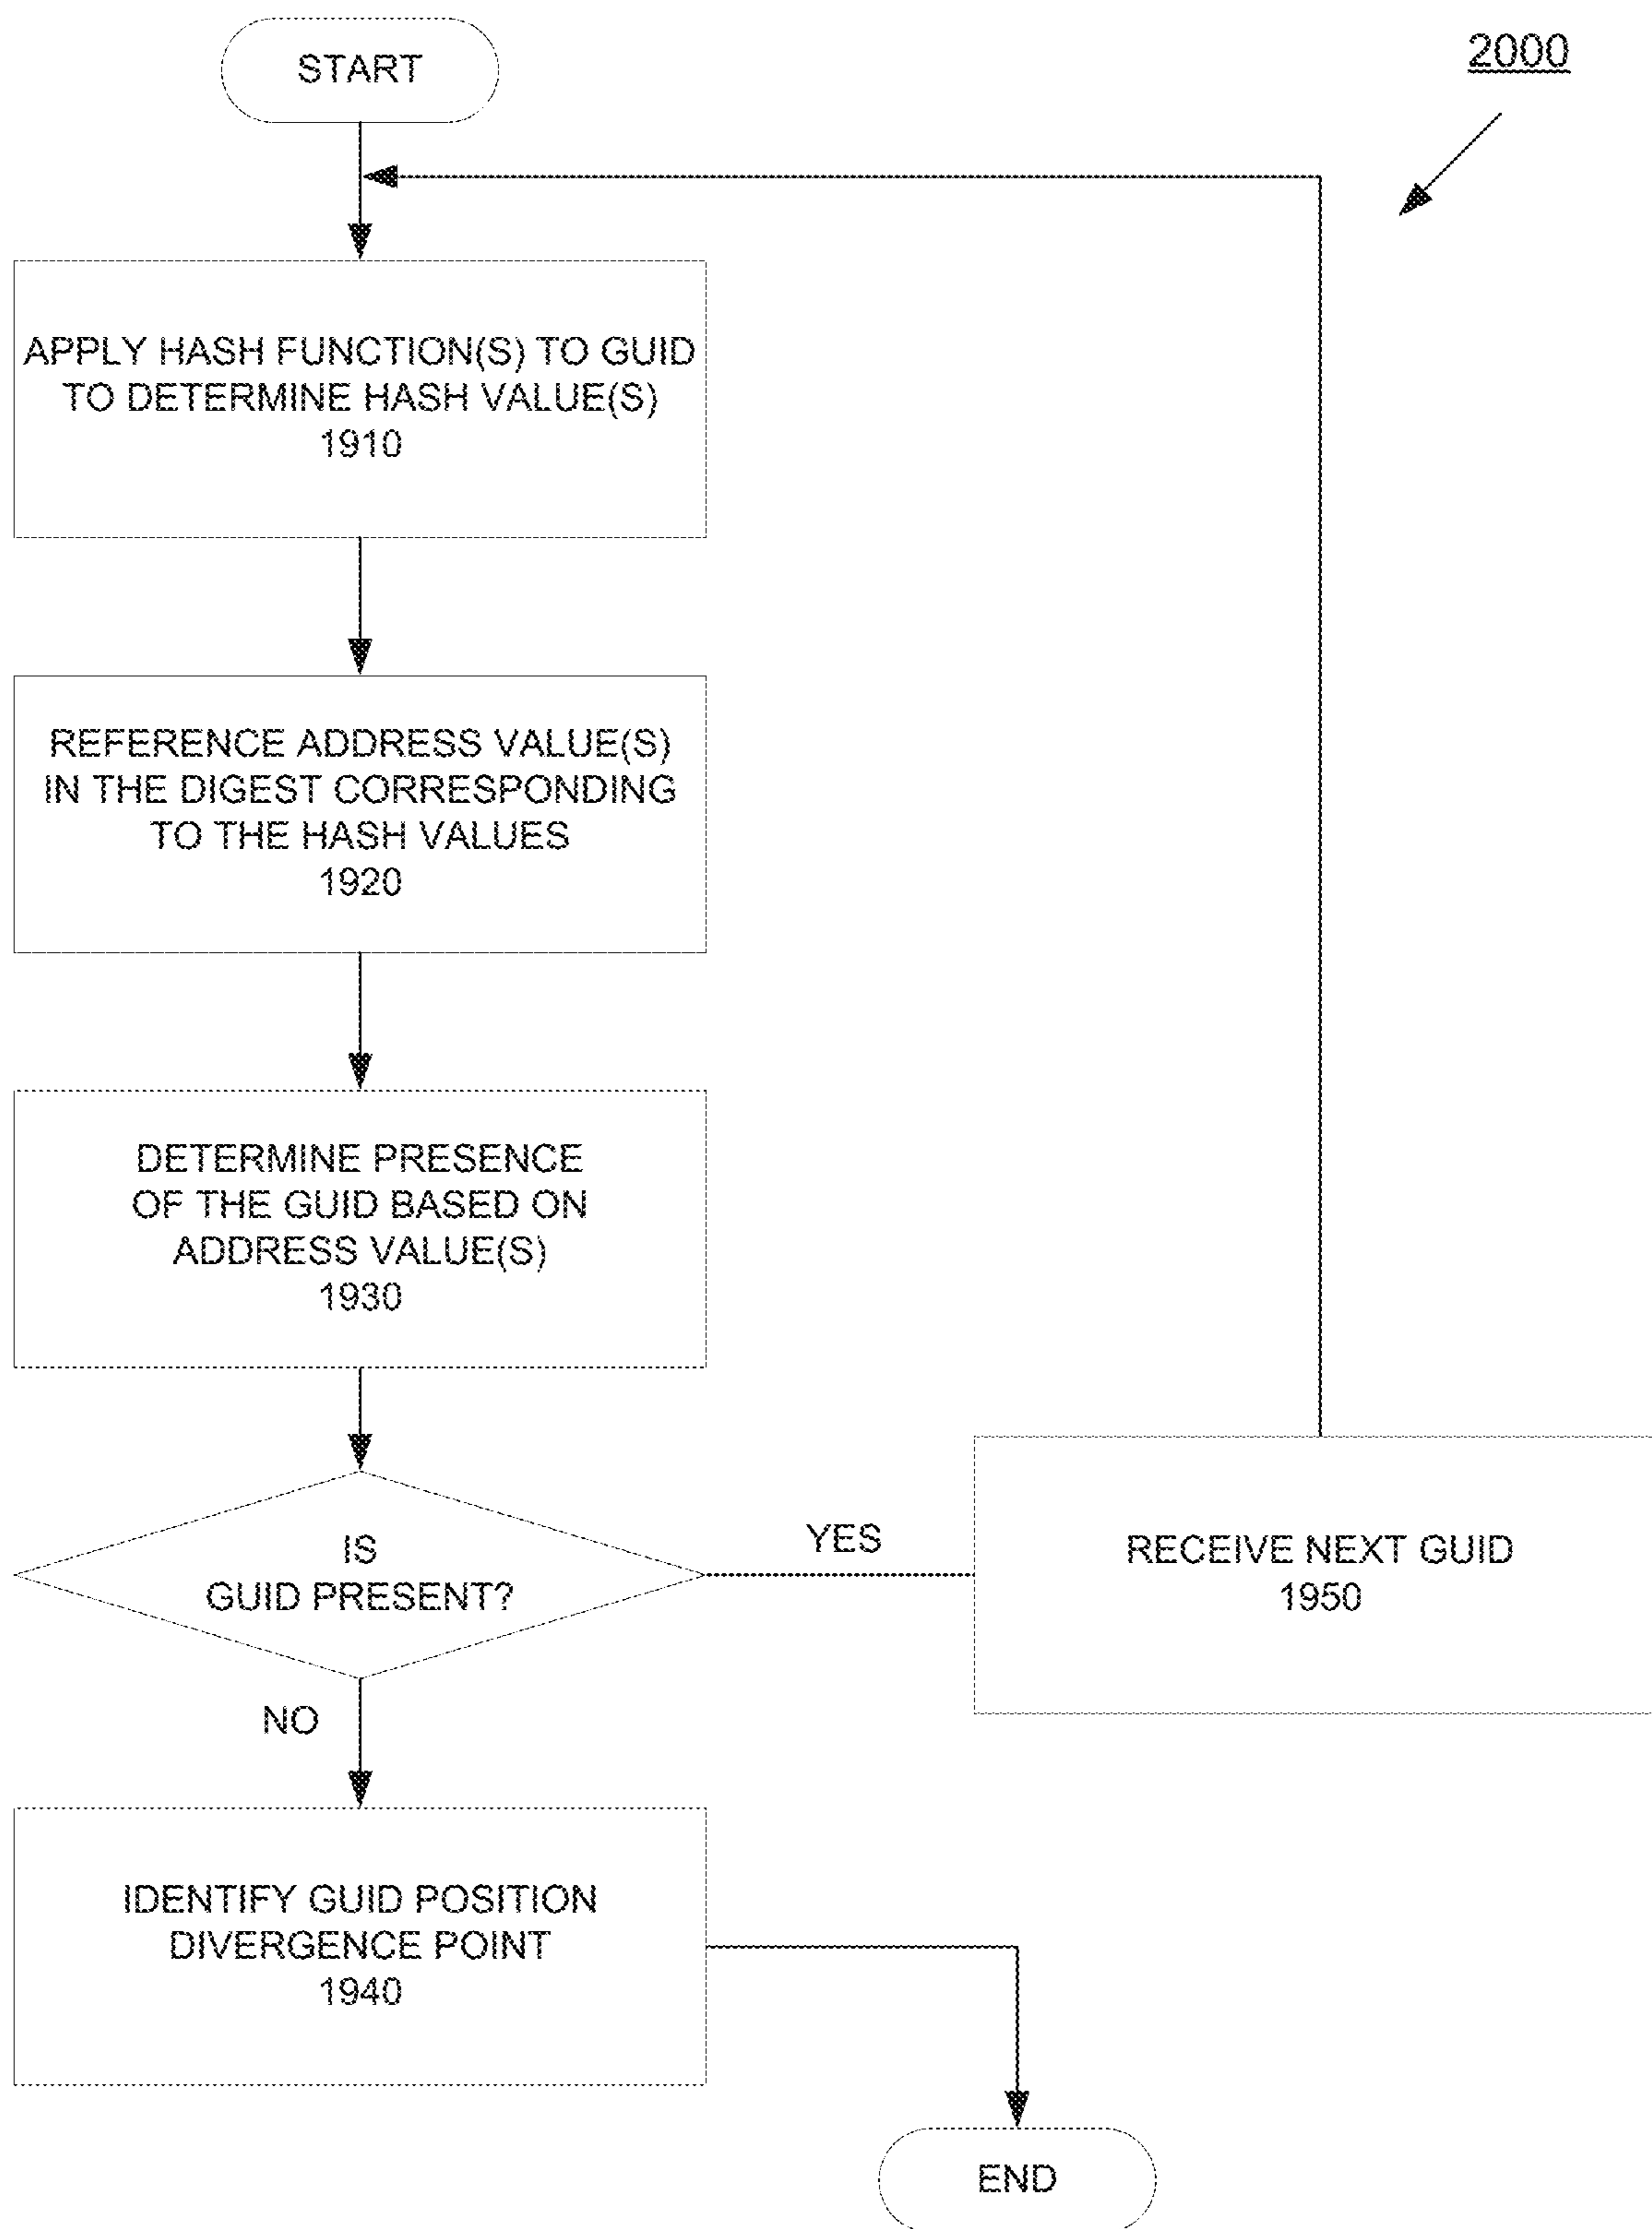 START
2000
APPLY HASH FUNCTION(S) TO GUID
TO DETERMINE HASH VALUE(S)
1910
REFERENCE ADDRESS VALUE(S)
IN THE DIGEST CORRESPONDING
TO THE HASH VALUES
1920
DETERMINE PRESENCE
OF THE GUID BASED ON
ADDRESS VALUE(S)
1930
IS
GUID PRESENT?
YES
RECEIVE NEXT GUID
1950
NO
IDENTIFY GUID POSITION
DIVERGENCE POINT
1940
END